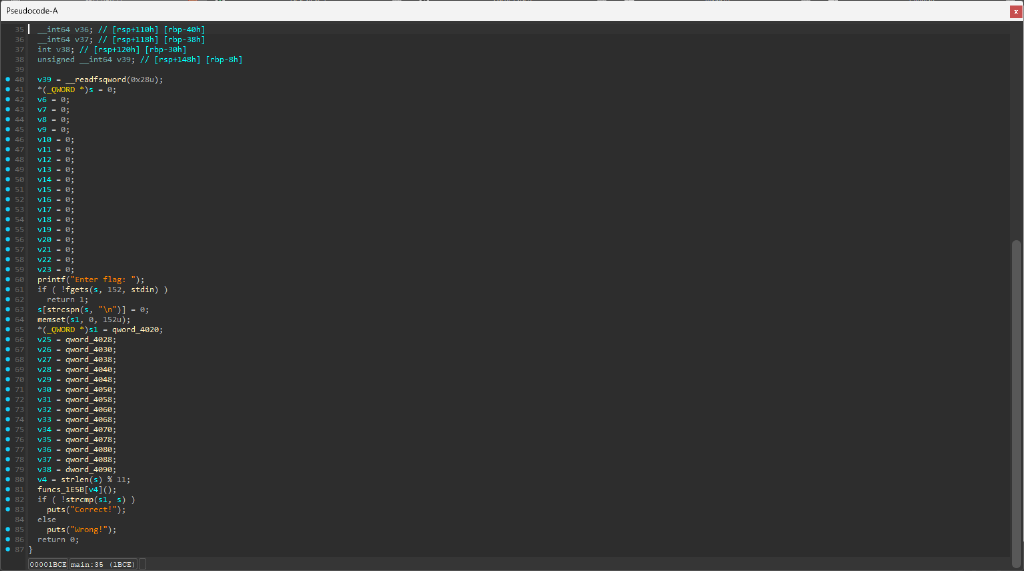 Pseudocode-A
x
35 __int64 v36; // [rsp+110h] [rbp-40h]
36 __int64 v37; // [rsp+118h] [rbp-38h]
37 int v38; // [rsp+120h] [rbp-30h]
38 unsigned __int64 v39; // [rsp+148h] [rbp-8h]
39
40 v39 = __readfsqword(0x28u);
41 *(_QWORD *)s = 0;
42 v6 = 0;
43 v7 = 0;
44 v8 = 0;
45 v9 = 0;
46 v10 = 0;
47 v11 = 0;
48 v12 = 0;
49 v13 = 0;
50 v14 = 0;
51 v15 = 0;
52 v16 = 0;
53 v17 = 0;
54 v18 = 0;
55 v19 = 0;
56 v20 = 0;
57 v21 = 0;
58 v22 = 0;
59 v23 = 0;
60 printf("Enter flag: ");
61 if ( !fgets(s, 152, stdin) )
62 return 1;
63 s[strcspn(s, "\n")] = 0;
64 memset(s1, 0, 152u);
65 *(_QWORD *)s1 = qword_4020;
66 v25 = qword_4028;
67 v26 = qword_4030;
68 v27 = qword_4038;
69 v28 = qword_4040;
70 v29 = qword_4048;
71 v30 = qword_4050;
72 v31 = qword_4058;
73 v32 = qword_4060;
74 v33 = qword_4068;
75 v34 = qword_4070;
76 v35 = qword_4078;
77 v36 = qword_4080;
78 v37 = qword_4088;
79 v38 = dword_4090;
80 v4 = strlen(s) % 11;
81 funcs_1E5B[v4]();
82 if ( !strcmp(s1, s) )
83 puts("Correct!");
84 else
85 puts("Wrong!");
86 return 0;
87 }
00001BCE main:35 (1BCE)